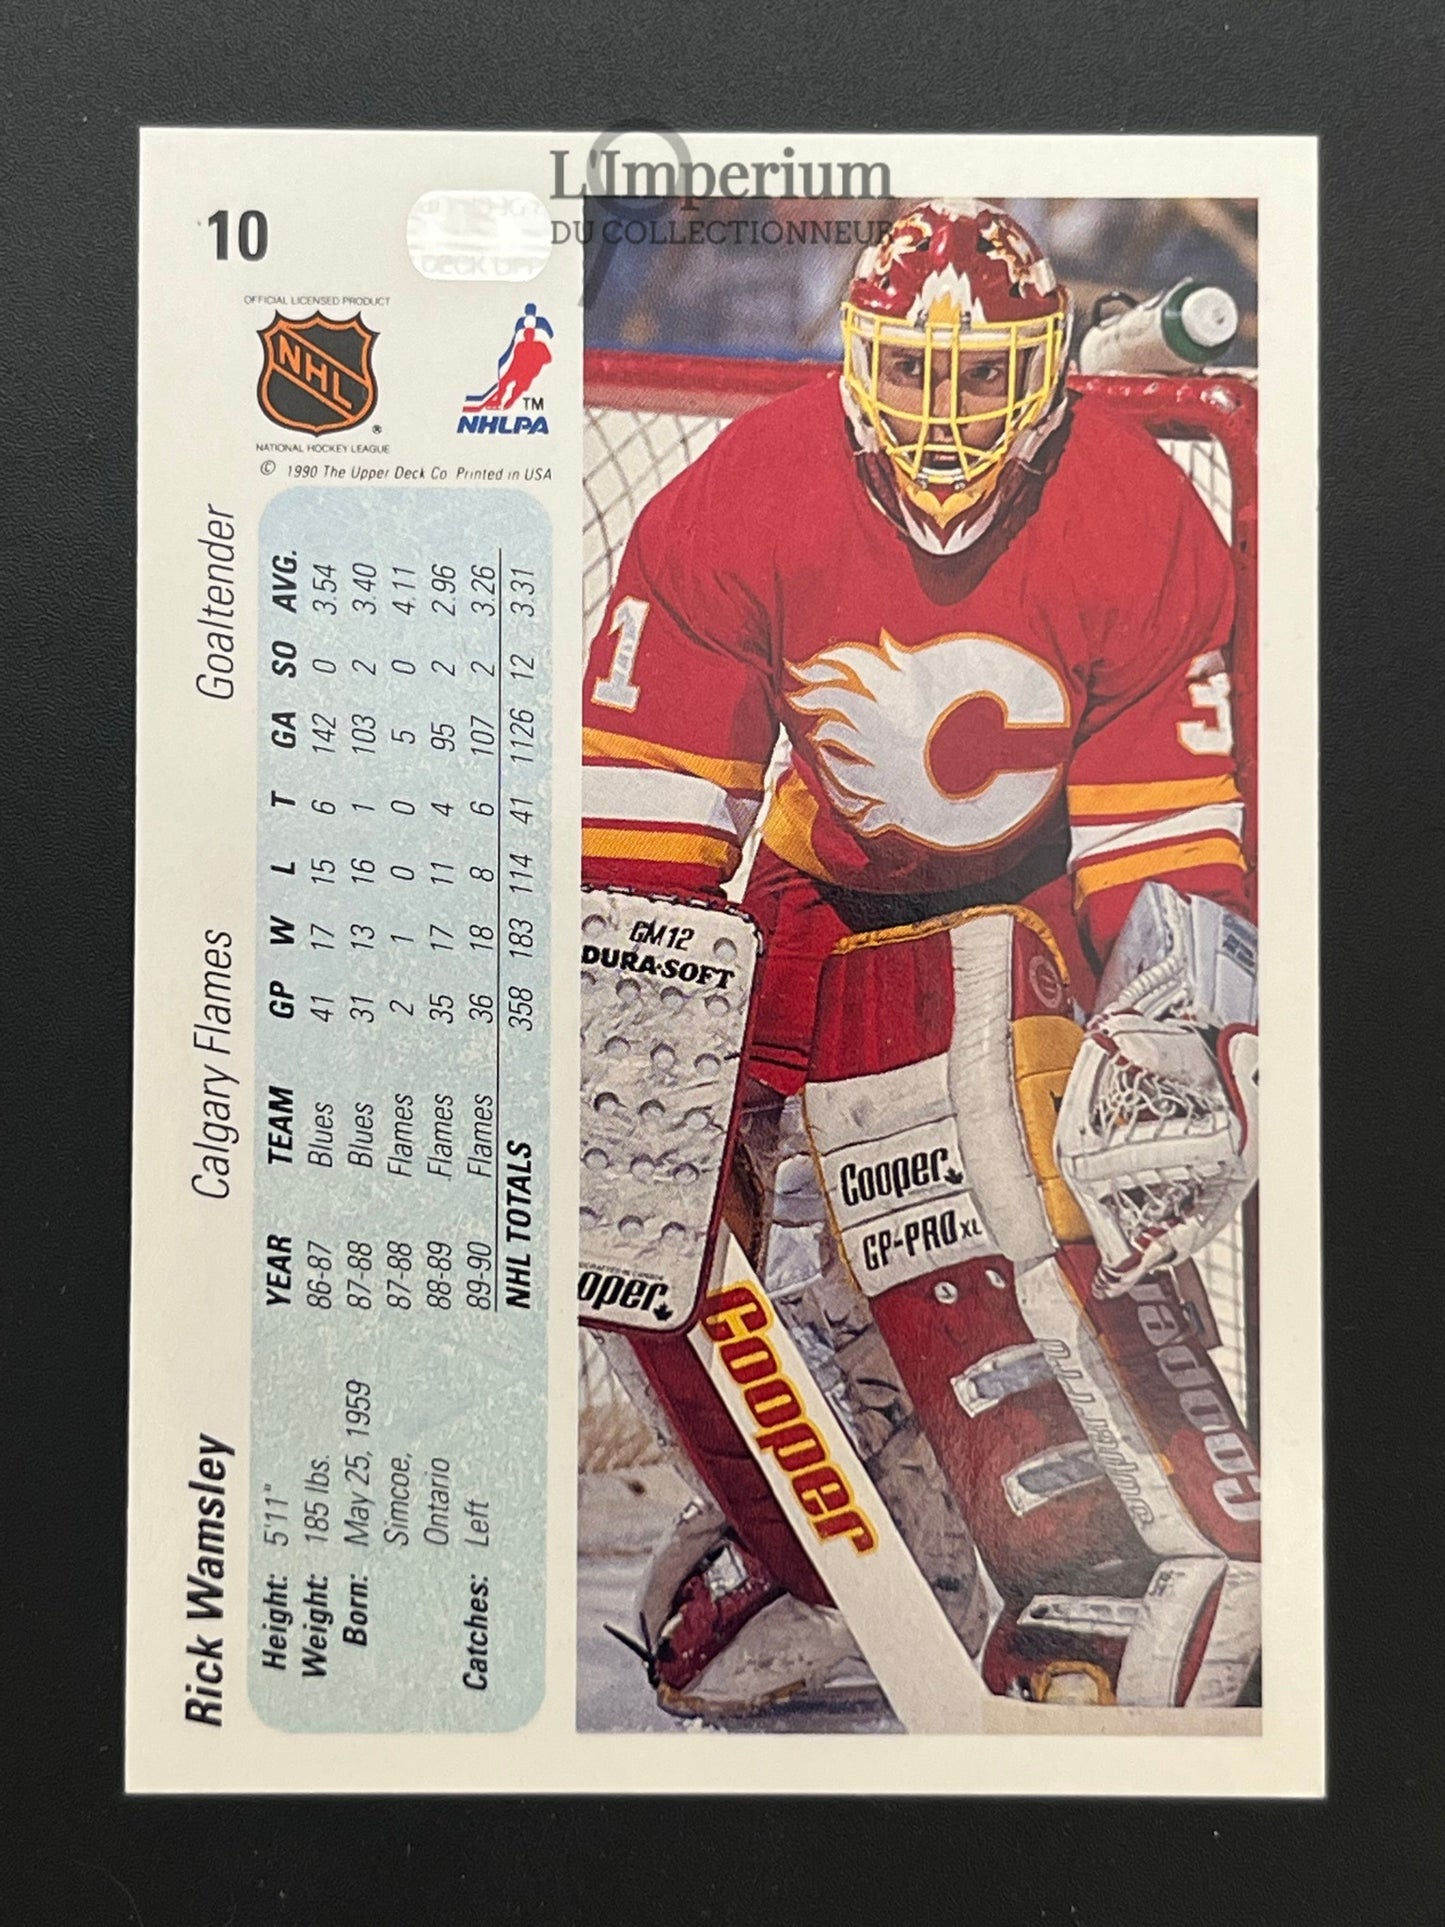 L'Imperium
DU COLLECTIONNEUR
10
OFFICIAL LICENSED PRODUCT
NHL
®
NATIONAL HOCKEY LEAGUE
TM
NHLPA
© 1990 The Upper Deck Co. Printed in USA
Rick Wamsley Calgary Flames Goaltender
Height: 5'11"
Weight: 185 lbs.
Born: May 25, 1959
Simcoe,
Ontario
Catches: Left
YEAR TEAM GP W L T GA SO AVG.
86-87 Blues 41 17 15 6 142 0 3.54
87-88 Blues 31 13 16 1 103 2 3.40
87-88 Flames 2 1 0 0 5 0 4.11
88-89 Flames 35 17 11 4 95 2 2.96
89-90 Flames 36 18 8 6 107 2 3.26
NHL TOTALS 358 183 114 41 1126 12 3.31
31
3
C
GM12
DURA-SOFT
ooper
Cooper
GP-PRO XL
Cooper
Cooper